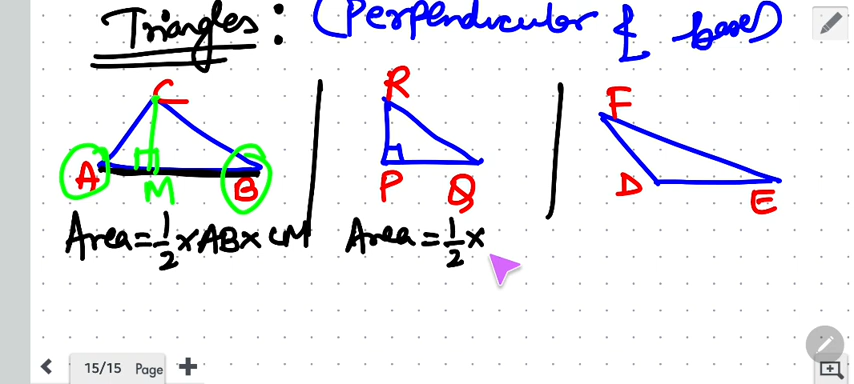 Triangles: (Perpendicular & base)
C
A M B
R
P Q
F
D E
Area = 1/2 × AB × CM
Area = 1/2 ×
15/15 Page